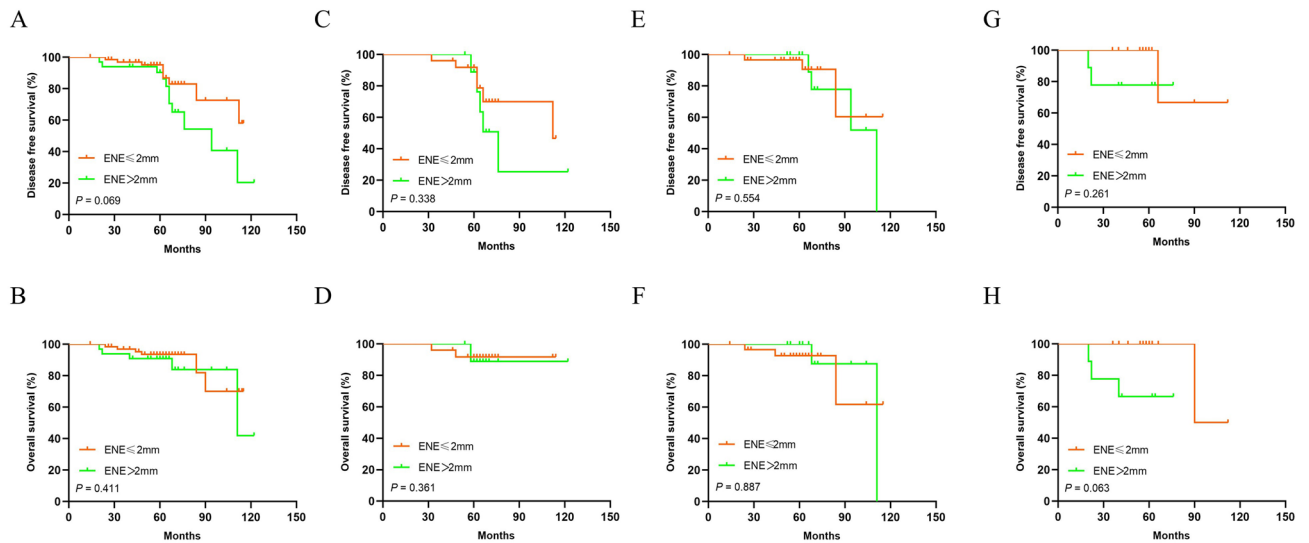 A
Disease free survival (%)
100
80
60
40
20
0
ENE≤2mm
ENE>2mm
P = 0.069
0 30 60 90 120 150
Months
C
Disease free survival (%)
100
80
60
40
20
0
ENE≤2mm
ENE>2mm
P = 0.338
0 30 60 90 120 150
Months
E
Disease free survival (%)
100
80
60
40
20
0
ENE≤2mm
ENE>2mm
P = 0.554
0 30 60 90 120 150
Months
G
Disease free survival (%)
100
80
60
40
20
0
ENE≤2mm
ENE>2mm
P = 0.261
0 30 60 90 120 150
Months
B
Overall survival (%)
100
80
60
40
20
0
ENE≤2mm
ENE>2mm
P = 0.411
0 30 60 90 120 150
Months
D
Overall survival (%)
100
80
60
40
20
0
ENE≤2mm
ENE>2mm
P = 0.361
0 30 60 90 120 150
Months
F
Overall survival (%)
100
80
60
40
20
0
ENE≤2mm
ENE>2mm
P = 0.887
0 30 60 90 120 150
Months
H
Overall survival (%)
100
80
60
40
20
0
ENE≤2mm
ENE>2mm
P = 0.063
0 30 60 90 120 150
Months